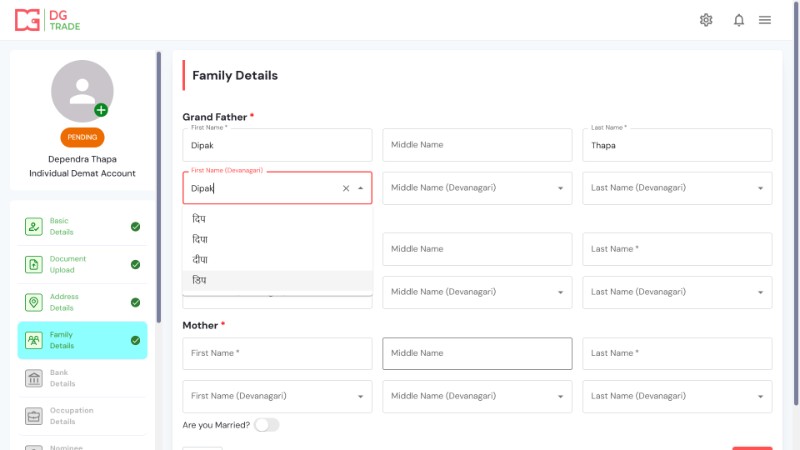 DG
TRADE
PENDING
Dependra Thapa
Individual Demat Account
Basic
Details
Document
Upload
Address
Details
Family
Details
Bank
Details
Occupation
Details
Nominee
Family Details
Grand Father *
First Name *
Dipak
Middle Name
Last Name *
Thapa
First Name (Devanagari)
Dipak
Middle Name (Devanagari)
Last Name (Devanagari)
दिप
दिपा
दीपा
ठिप
Middle Name
Last Name *
Middle Name (Devanagari)
Last Name (Devanagari)
Mother *
First Name *
Middle Name
Last Name *
First Name (Devanagari)
Middle Name (Devanagari)
Last Name (Devanagari)
Are you Married?